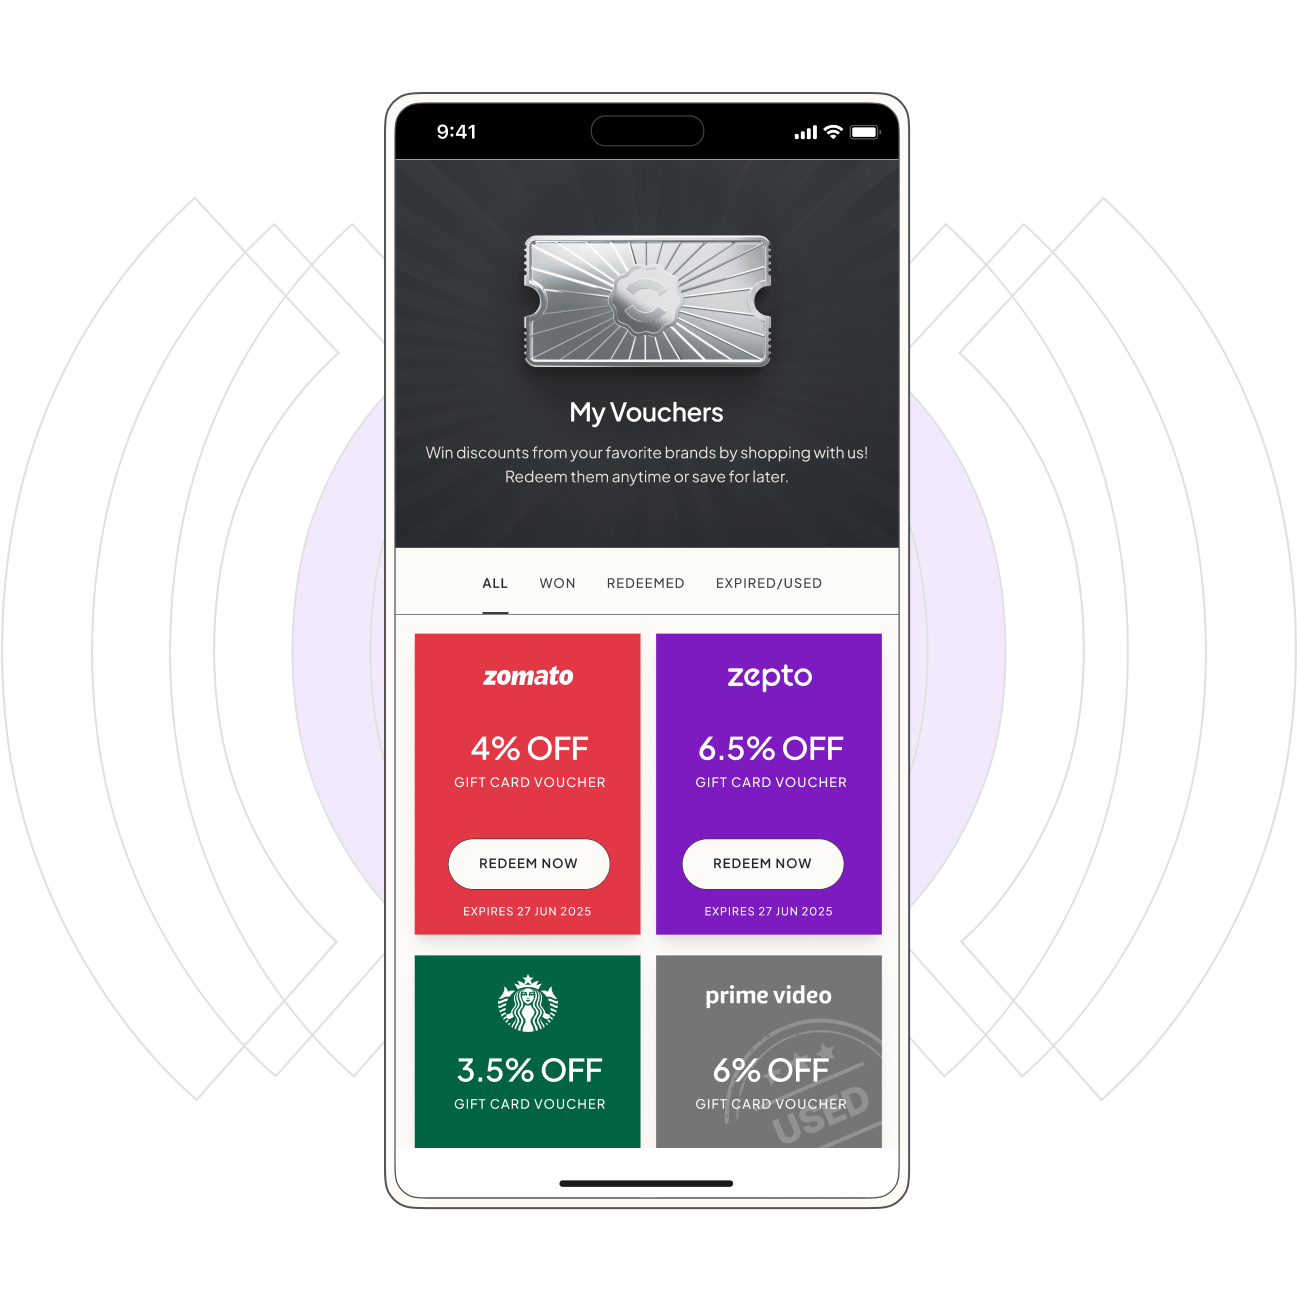 9:41
My Vouchers
Win discounts from your favorite brands by shopping with us!
Redeem them anytime or save for later.
ALL WON REDEEMED EXPIRED/USED
zomato
4% OFF
GIFT CARD VOUCHER
REDEEM NOW
EXPIRES 27 JUN 2025
zepto
6.5% OFF
GIFT CARD VOUCHER
REDEEM NOW
EXPIRES 27 JUN 2025
3.5% OFF
GIFT CARD VOUCHER
prime video
6% OFF
GIFT CARD VOUCHER
USED